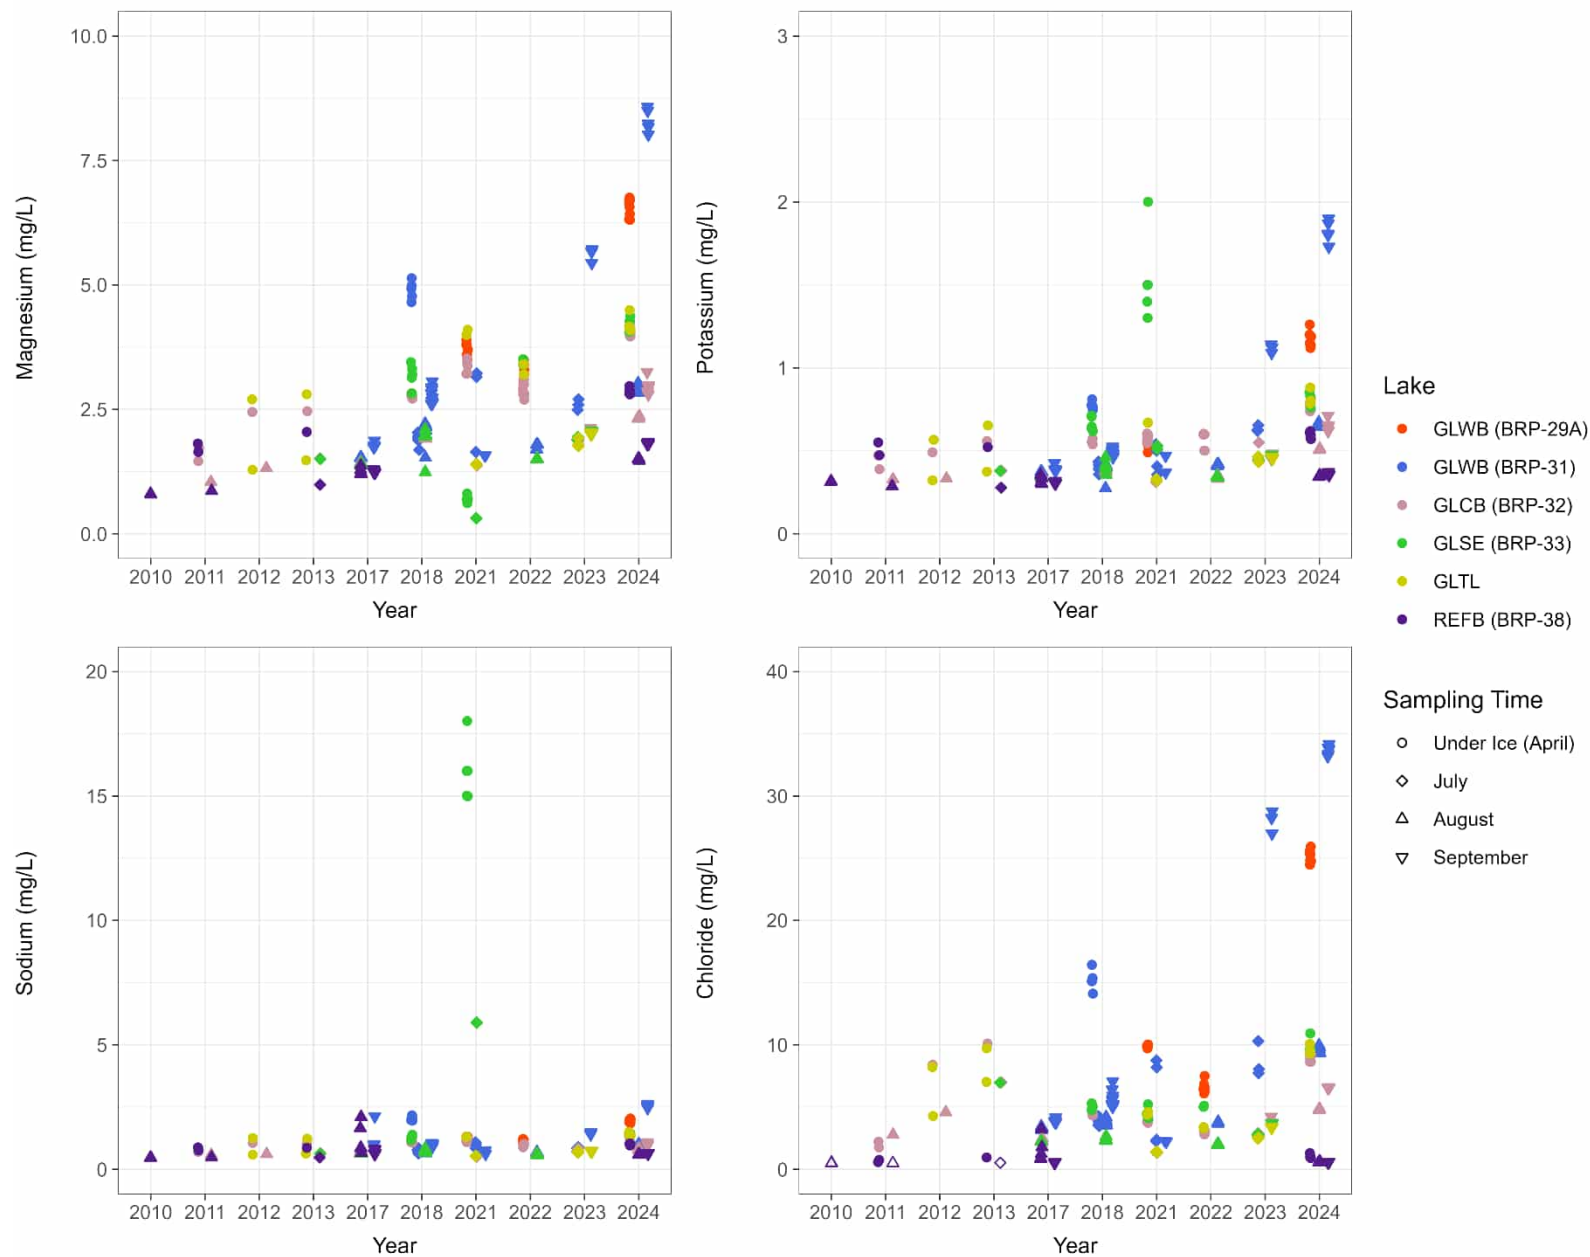 Magnesium (mg/L)
10.0
7.5
5.0
2.5
0.0
2010 2011 2012 2013 2017 2018 2021 2022 2023 2024
Year
Potassium (mg/L)
3
2
1
0
2010 2011 2012 2013 2017 2018 2021 2022 2023 2024
Year
Sodium (mg/L)
20
15
10
5
0
2010 2011 2012 2013 2017 2018 2021 2022 2023 2024
Year
Chloride (mg/L)
40
30
20
10
0
2010 2011 2012 2013 2017 2018 2021 2022 2023 2024
Year
Lake
GLWB (BRP-29A)
GLWB (BRP-31)
GLCB (BRP-32)
GLSE (BRP-33)
GLTL
REFB (BRP-38)
Sampling Time
Under Ice (April)
July
August
September